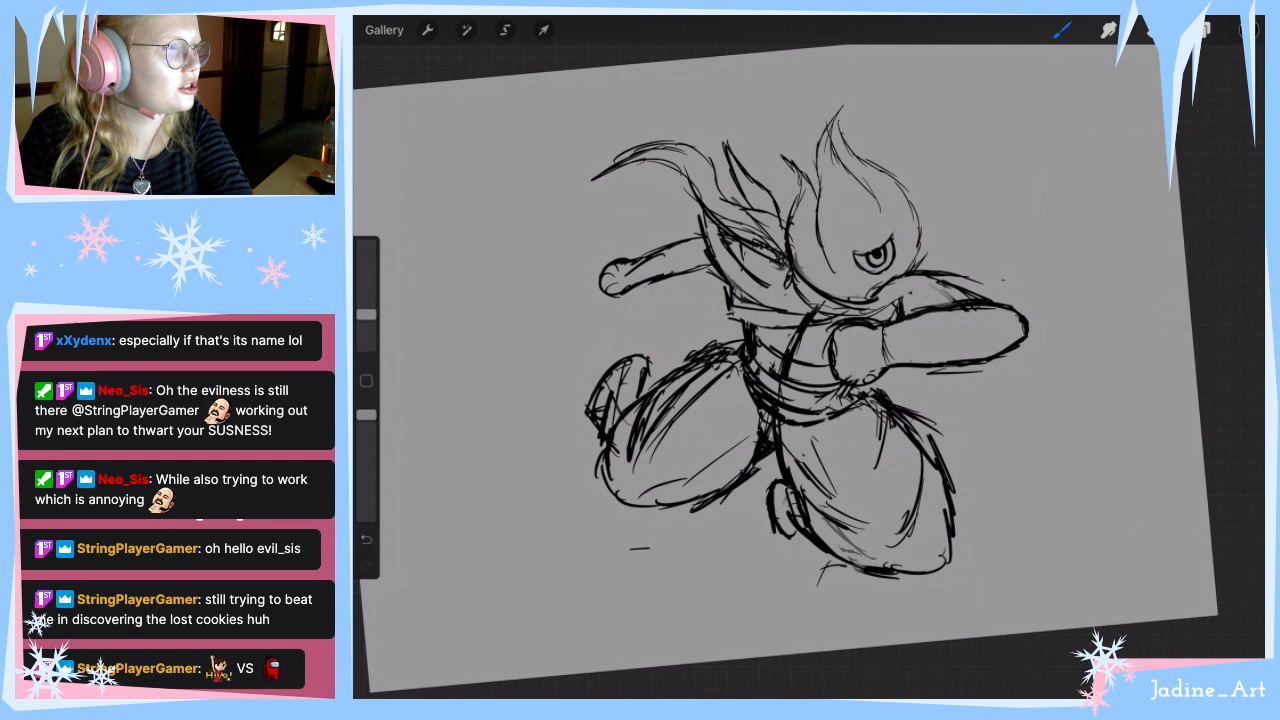 Gallery
xXydenx: especially if that's its name lol
Neo_Sis: Oh the evilness is still
there @StringPlayerGamer working out
my next plan to thwart your SUSNESS!
Neo_Sis: While also trying to work
which is annoying
StringPlayerGamer: oh hello evil_sis
StringPlayerGamer: still trying to beat
me in discovering the lost cookies huh
StringPlayerGamer: VS
Jadine_Art